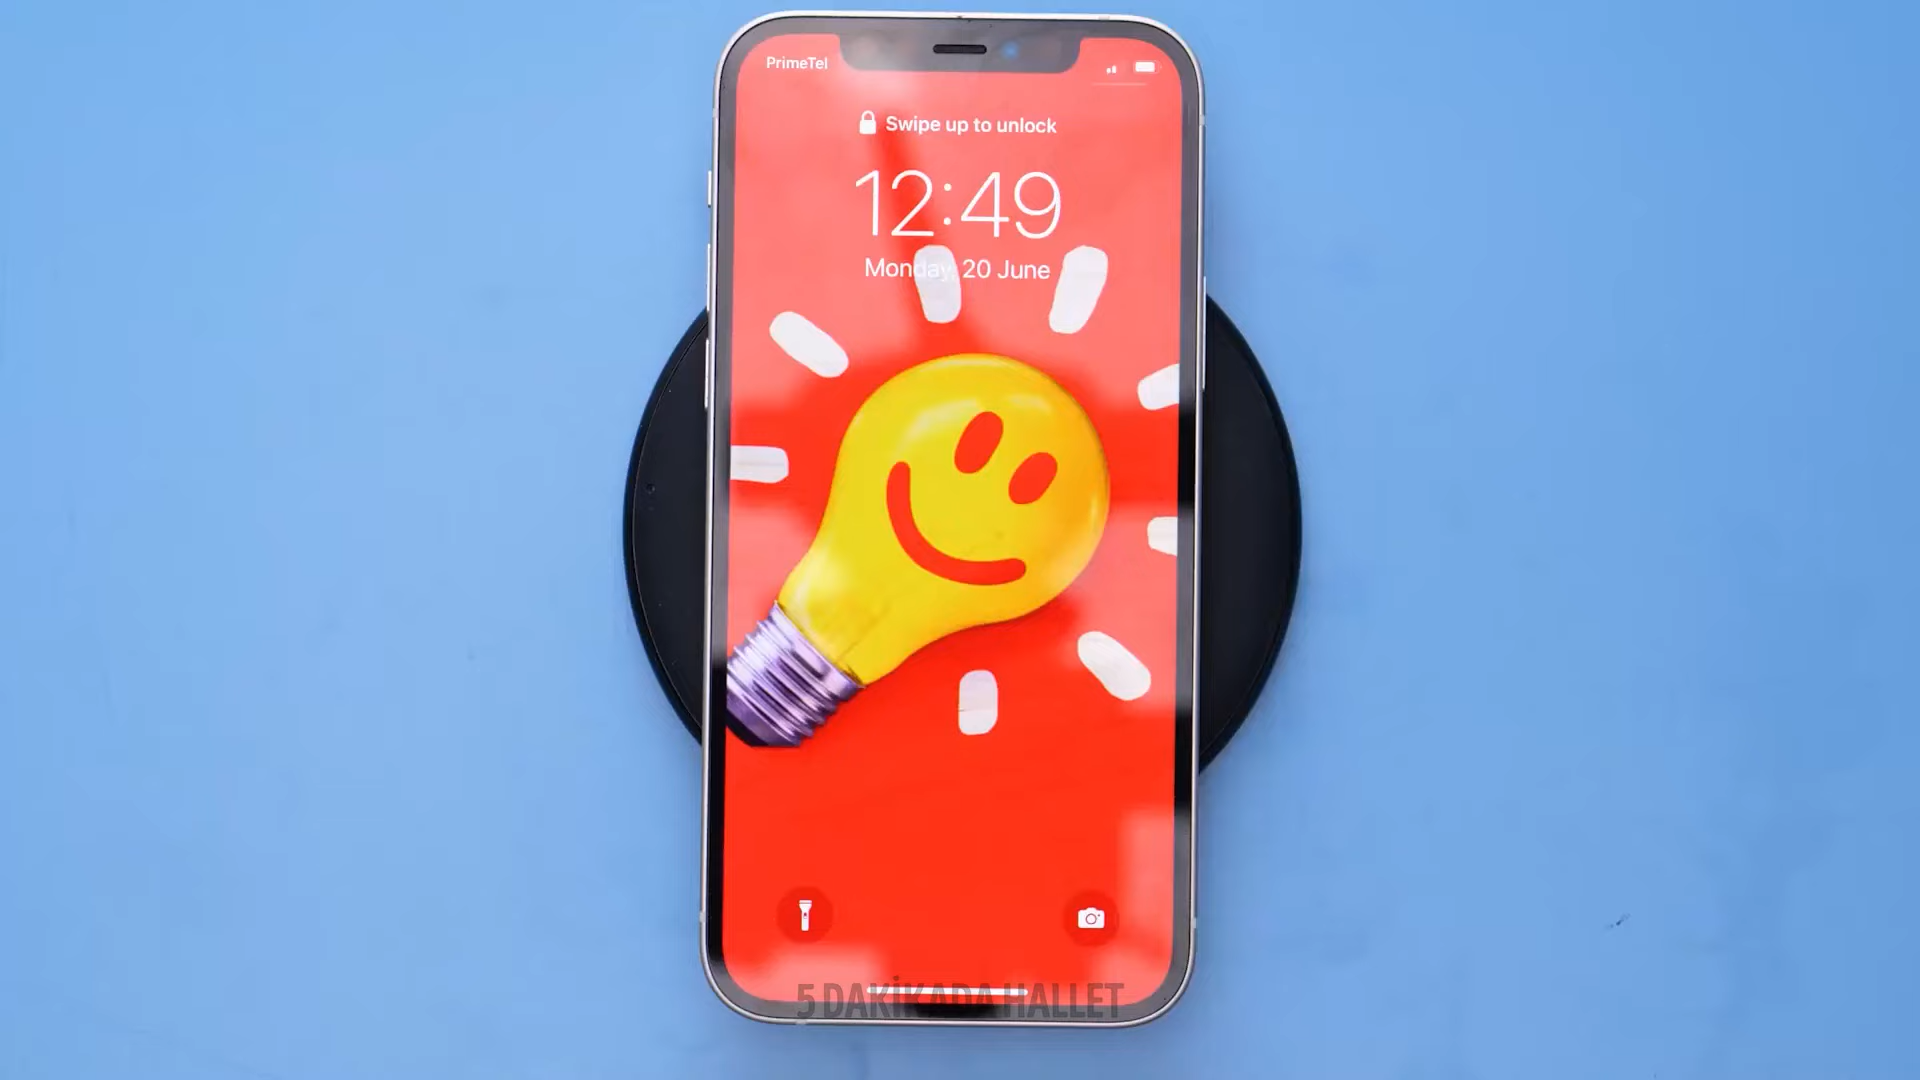 PrimeTel
Swipe up to unlock
12:49
Monday, 20 June
5 DAKİKADA HALLET